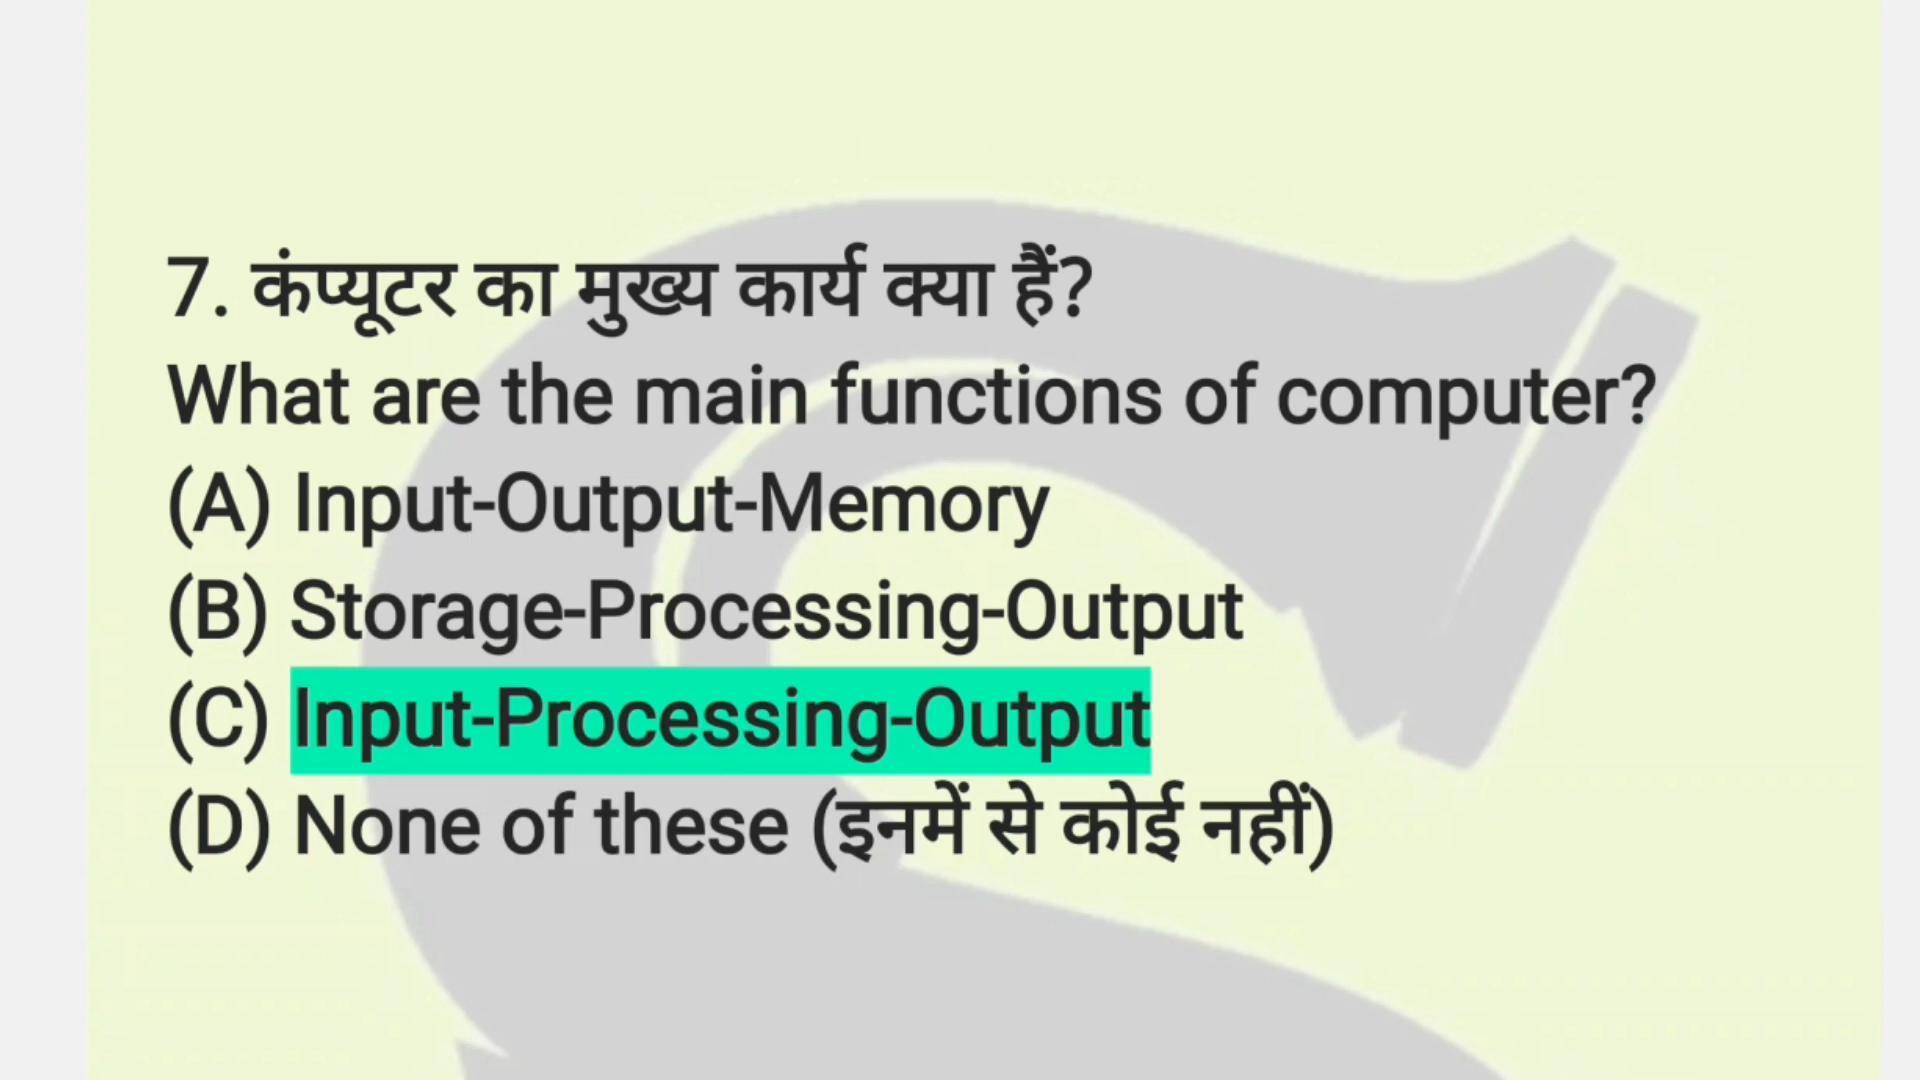 7. कंप्यूटर का मुख्य कार्य क्या हैं?
What are the main functions of computer?
(A) Input-Output-Memory
(B) Storage-Processing-Output
(C) Input-Processing-Output
(D) None of these (इनमें से कोई नहीं)